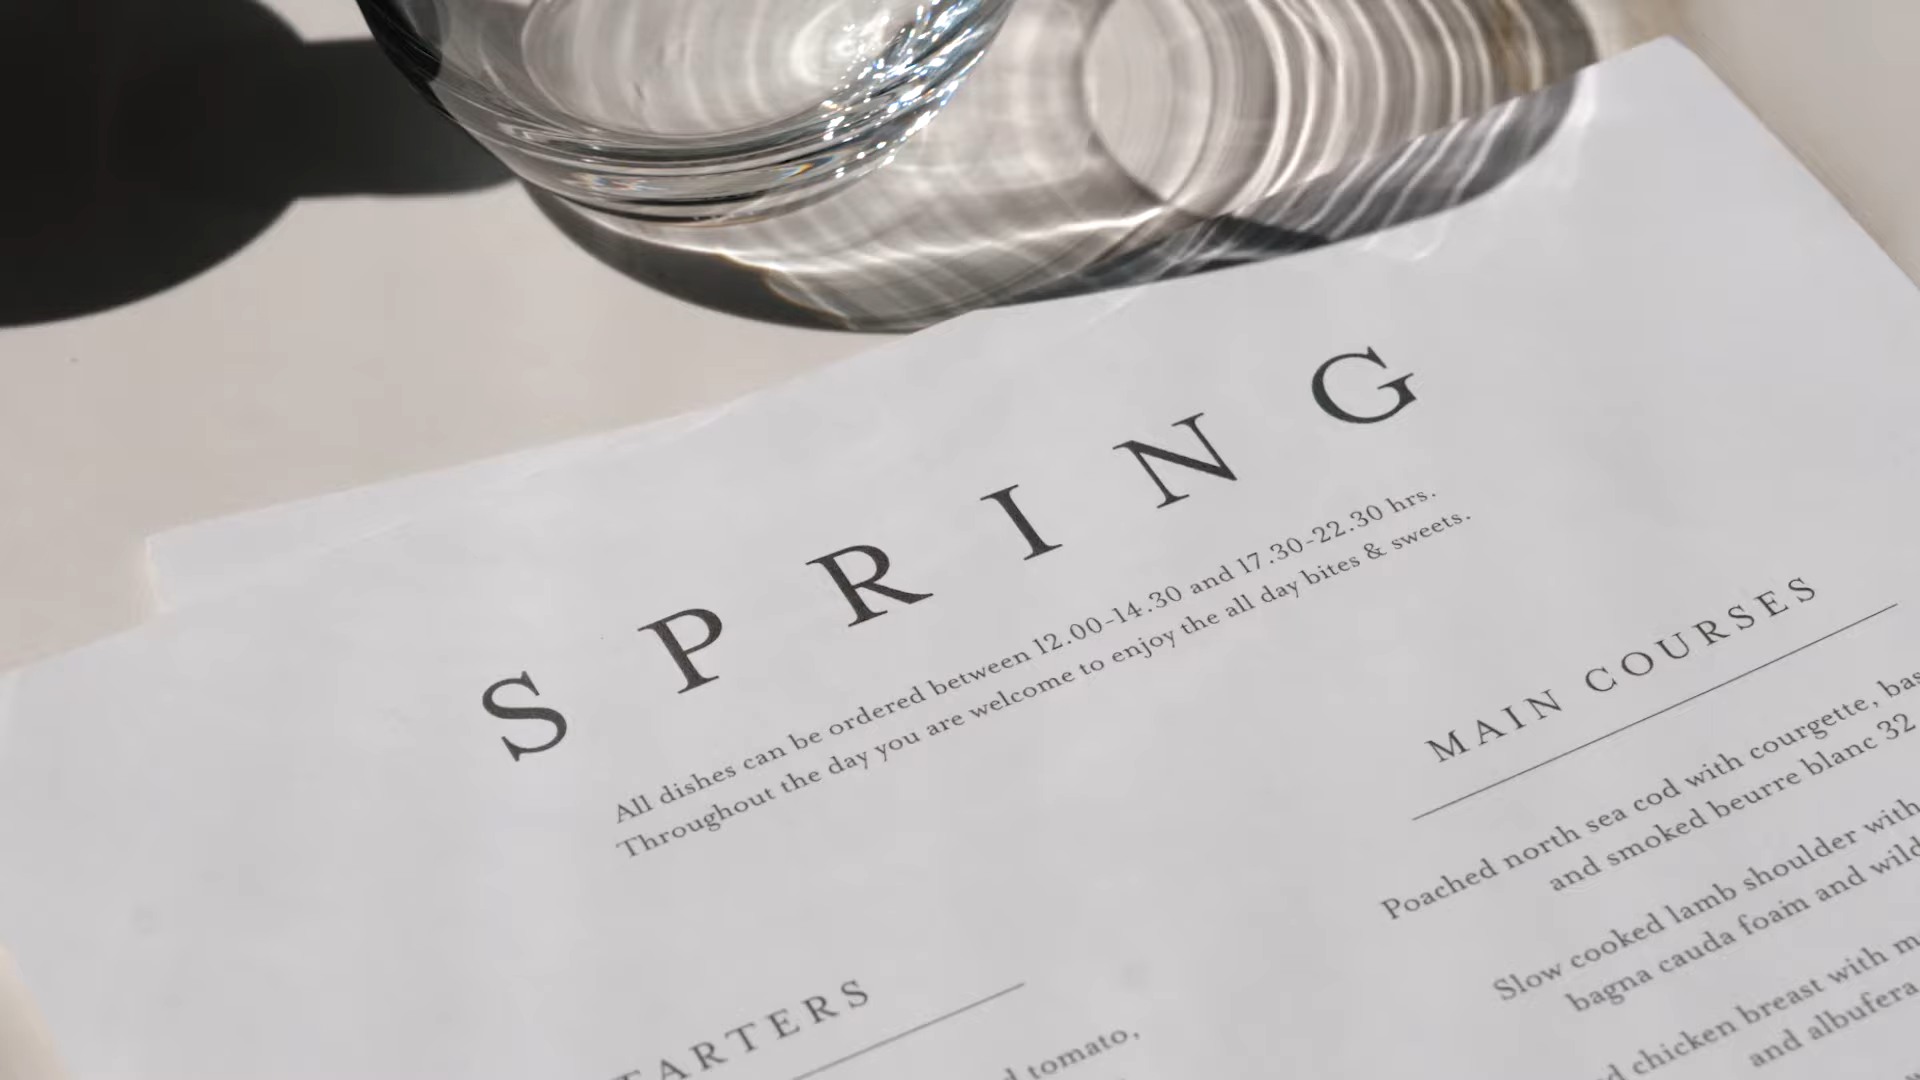 SPRING
All dishes can be ordered between 12.00-14.30 and 17.30-22.30 hrs.
Throughout the day you are welcome to enjoy the all day bites & sweets.
MAIN COURSES
Poached north sea cod with courgette,
and smoked beurre blanc 32
Slow cooked lamb shoulder with
bagna cauda foam and wild
chicken breast with
and albufera
ARTERS
tomato,